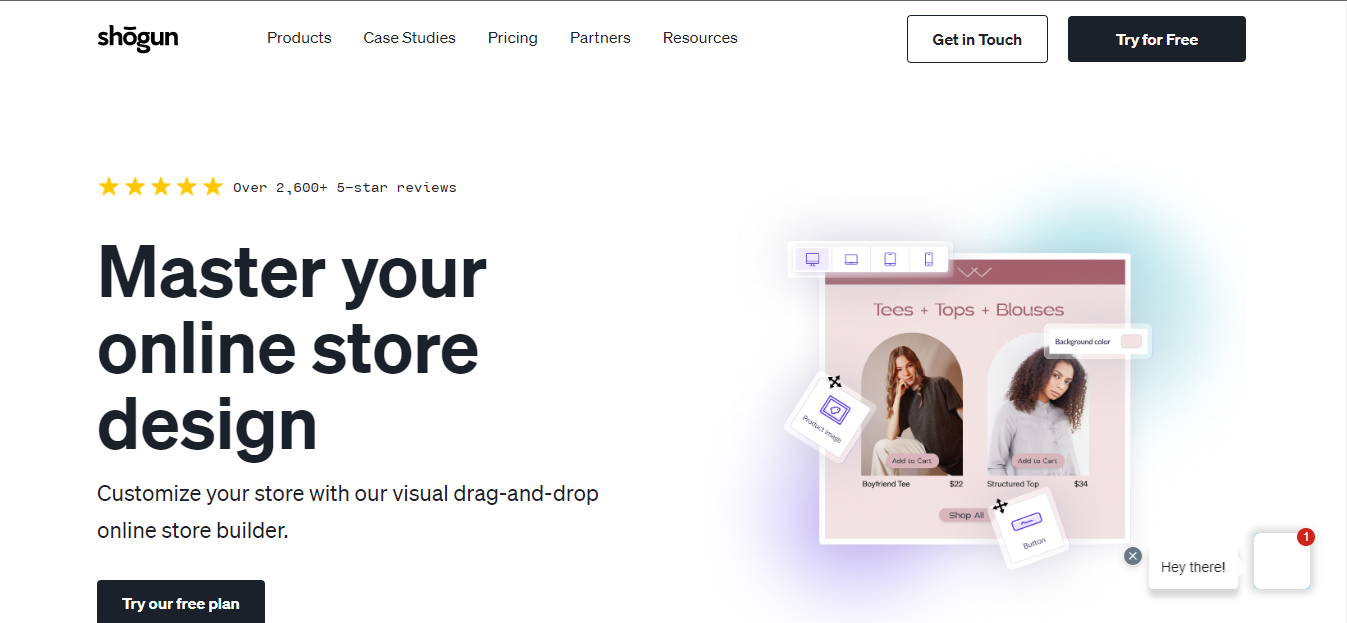 shōgun
Products
Case Studies
Pricing
Partners
Resources
Get in Touch
Try for Free
Over 2,600+ 5-star reviews
Master your
online store
design
Customize your store with our visual drag-and-drop
online store builder.
Try our free plan
Tees + Tops + Blouses
Background color
Product image
Add to Cart
Add to Cart
Boyfriend Tee $22
Structured Top $34
Shop All
Button
Hey there!
1